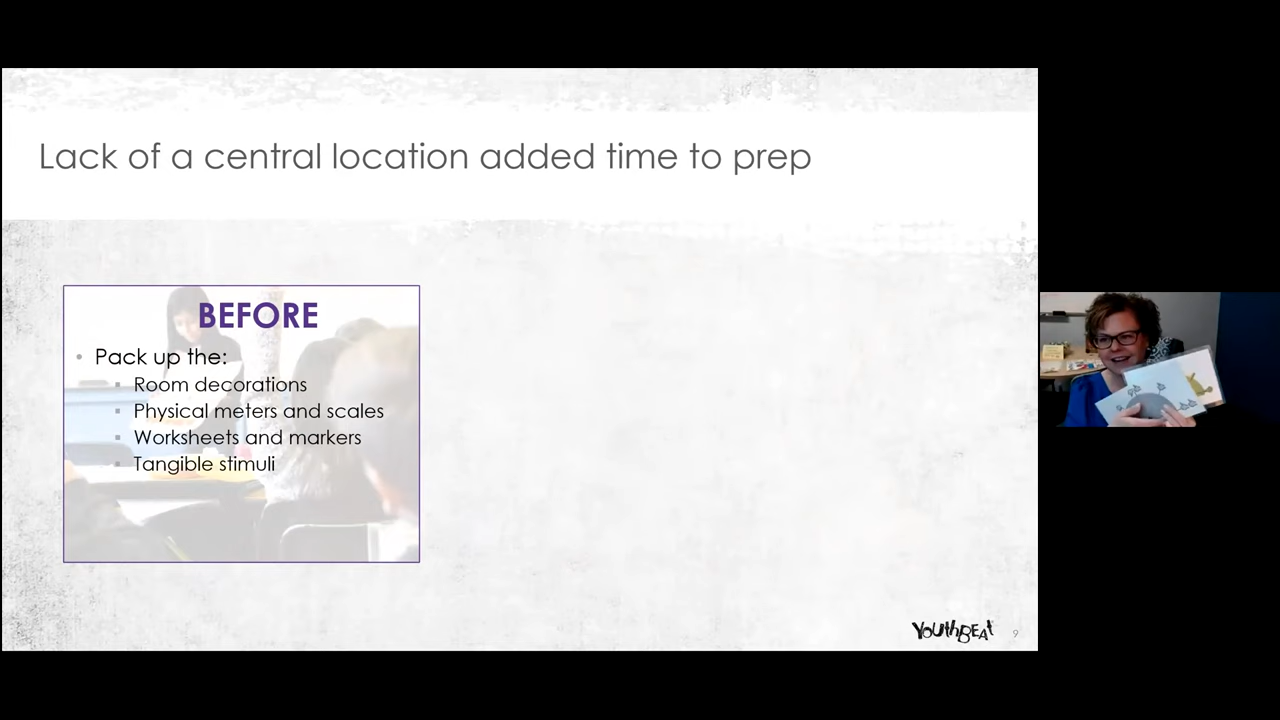 Lack of a central location added time to prep
BEFORE
Pack up the:
Room decorations
Physical meters and scales
Worksheets and markers
Tangible stimuli
YouthBEAt
9